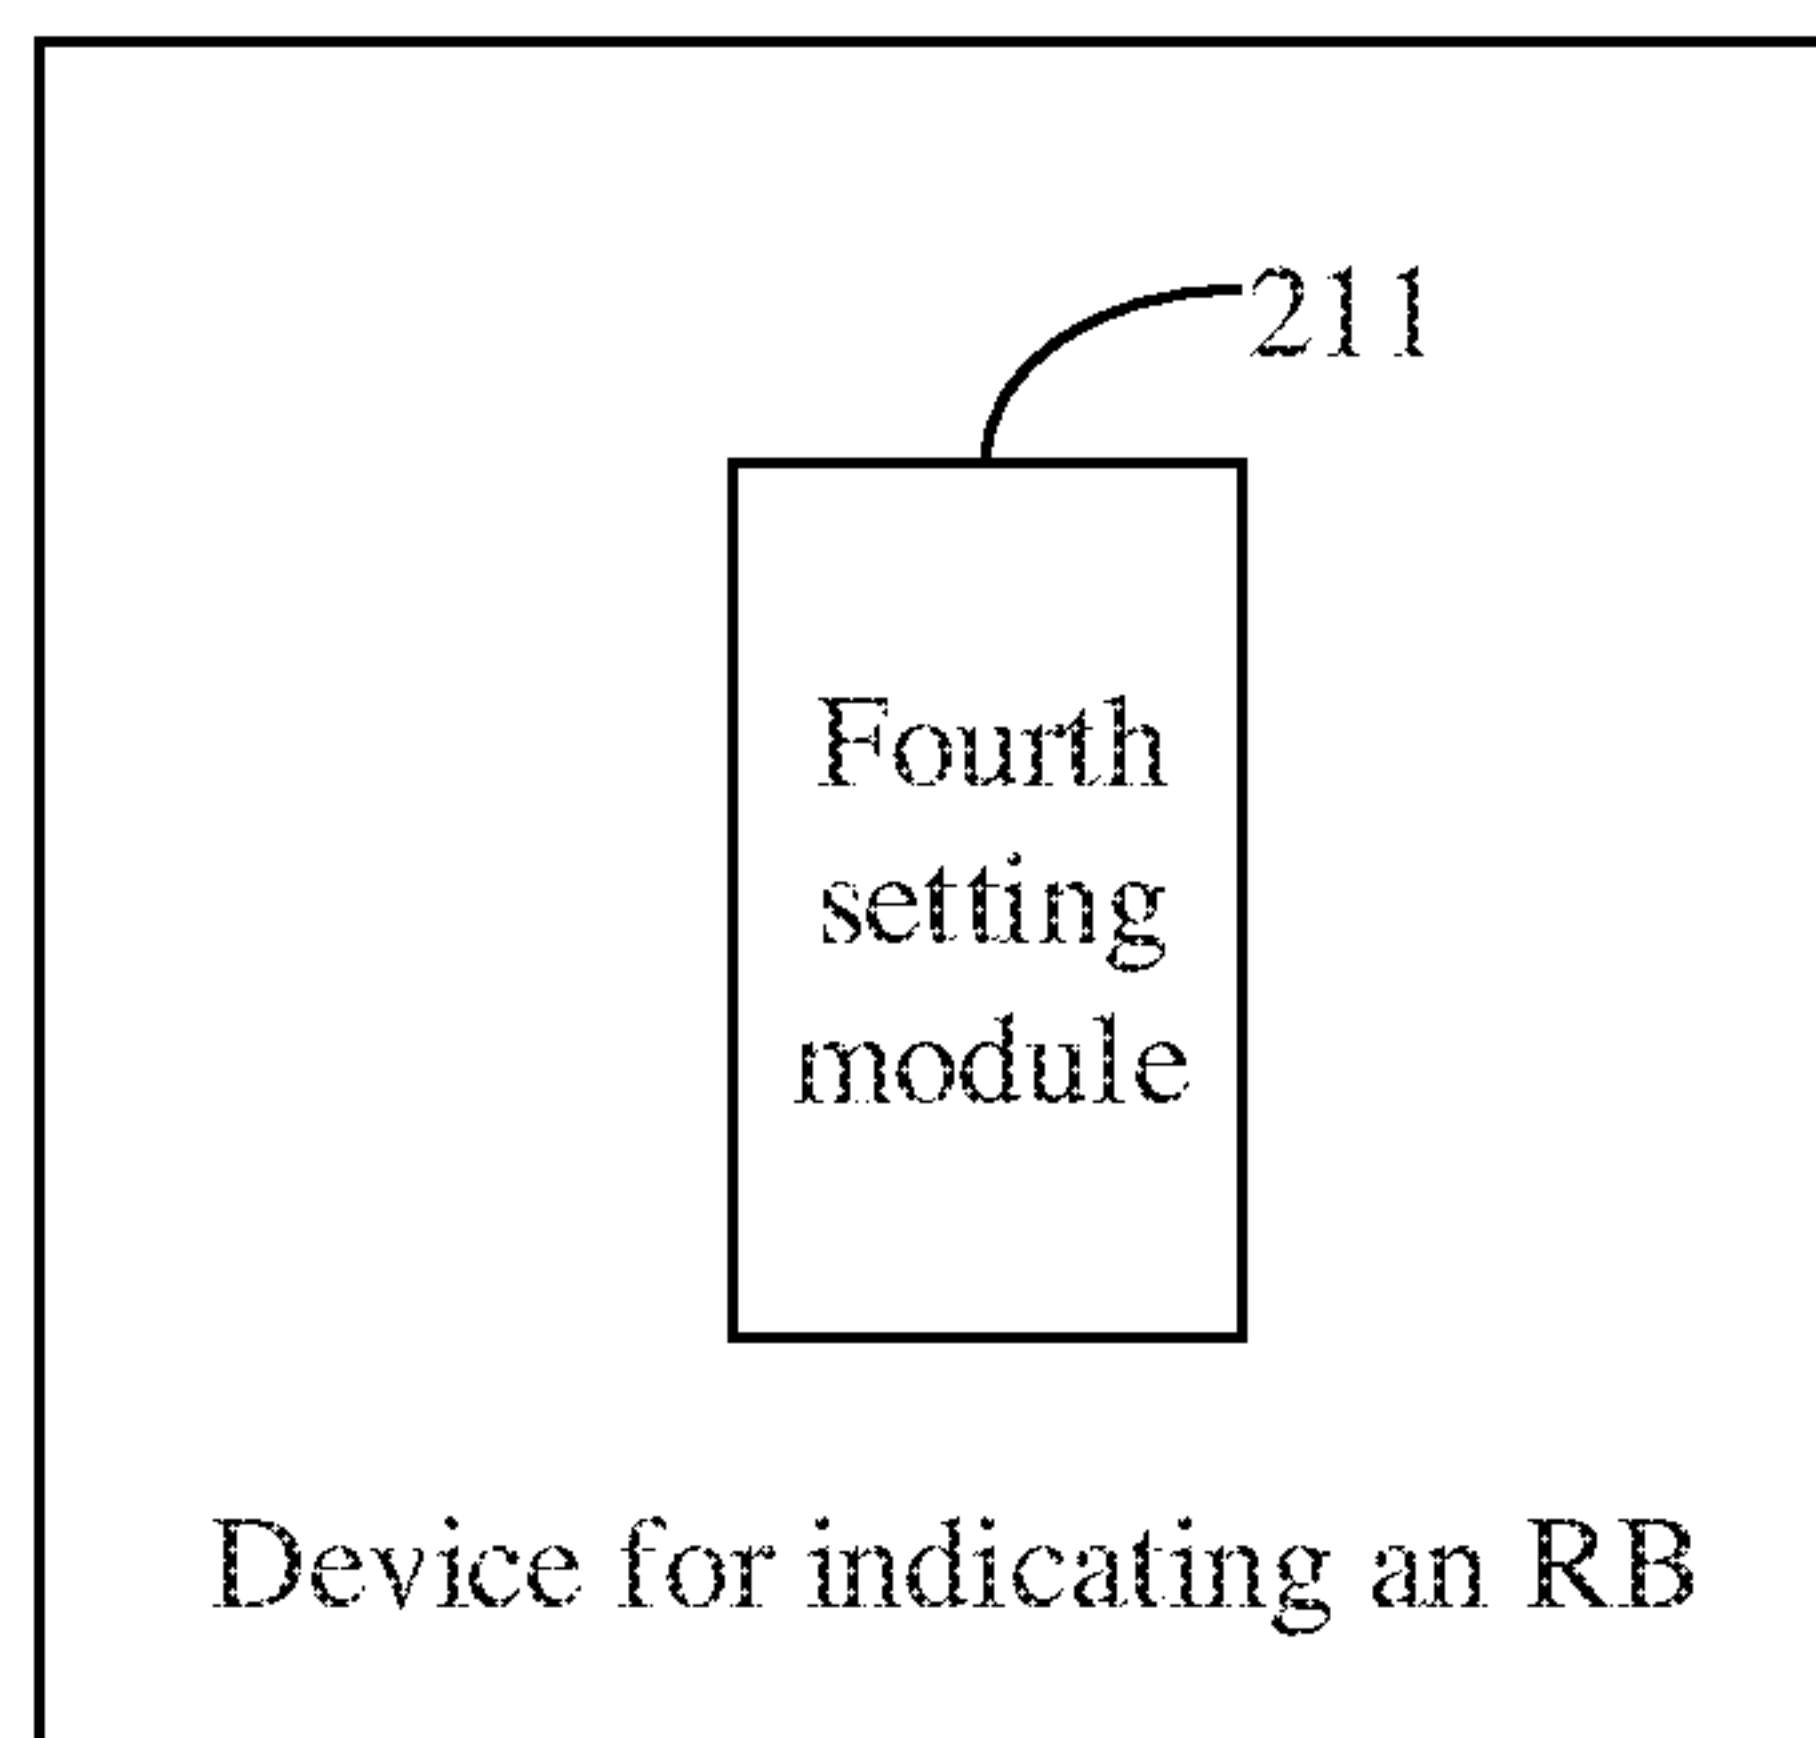 211
Fourth
setting
module
Device for indicating an RB